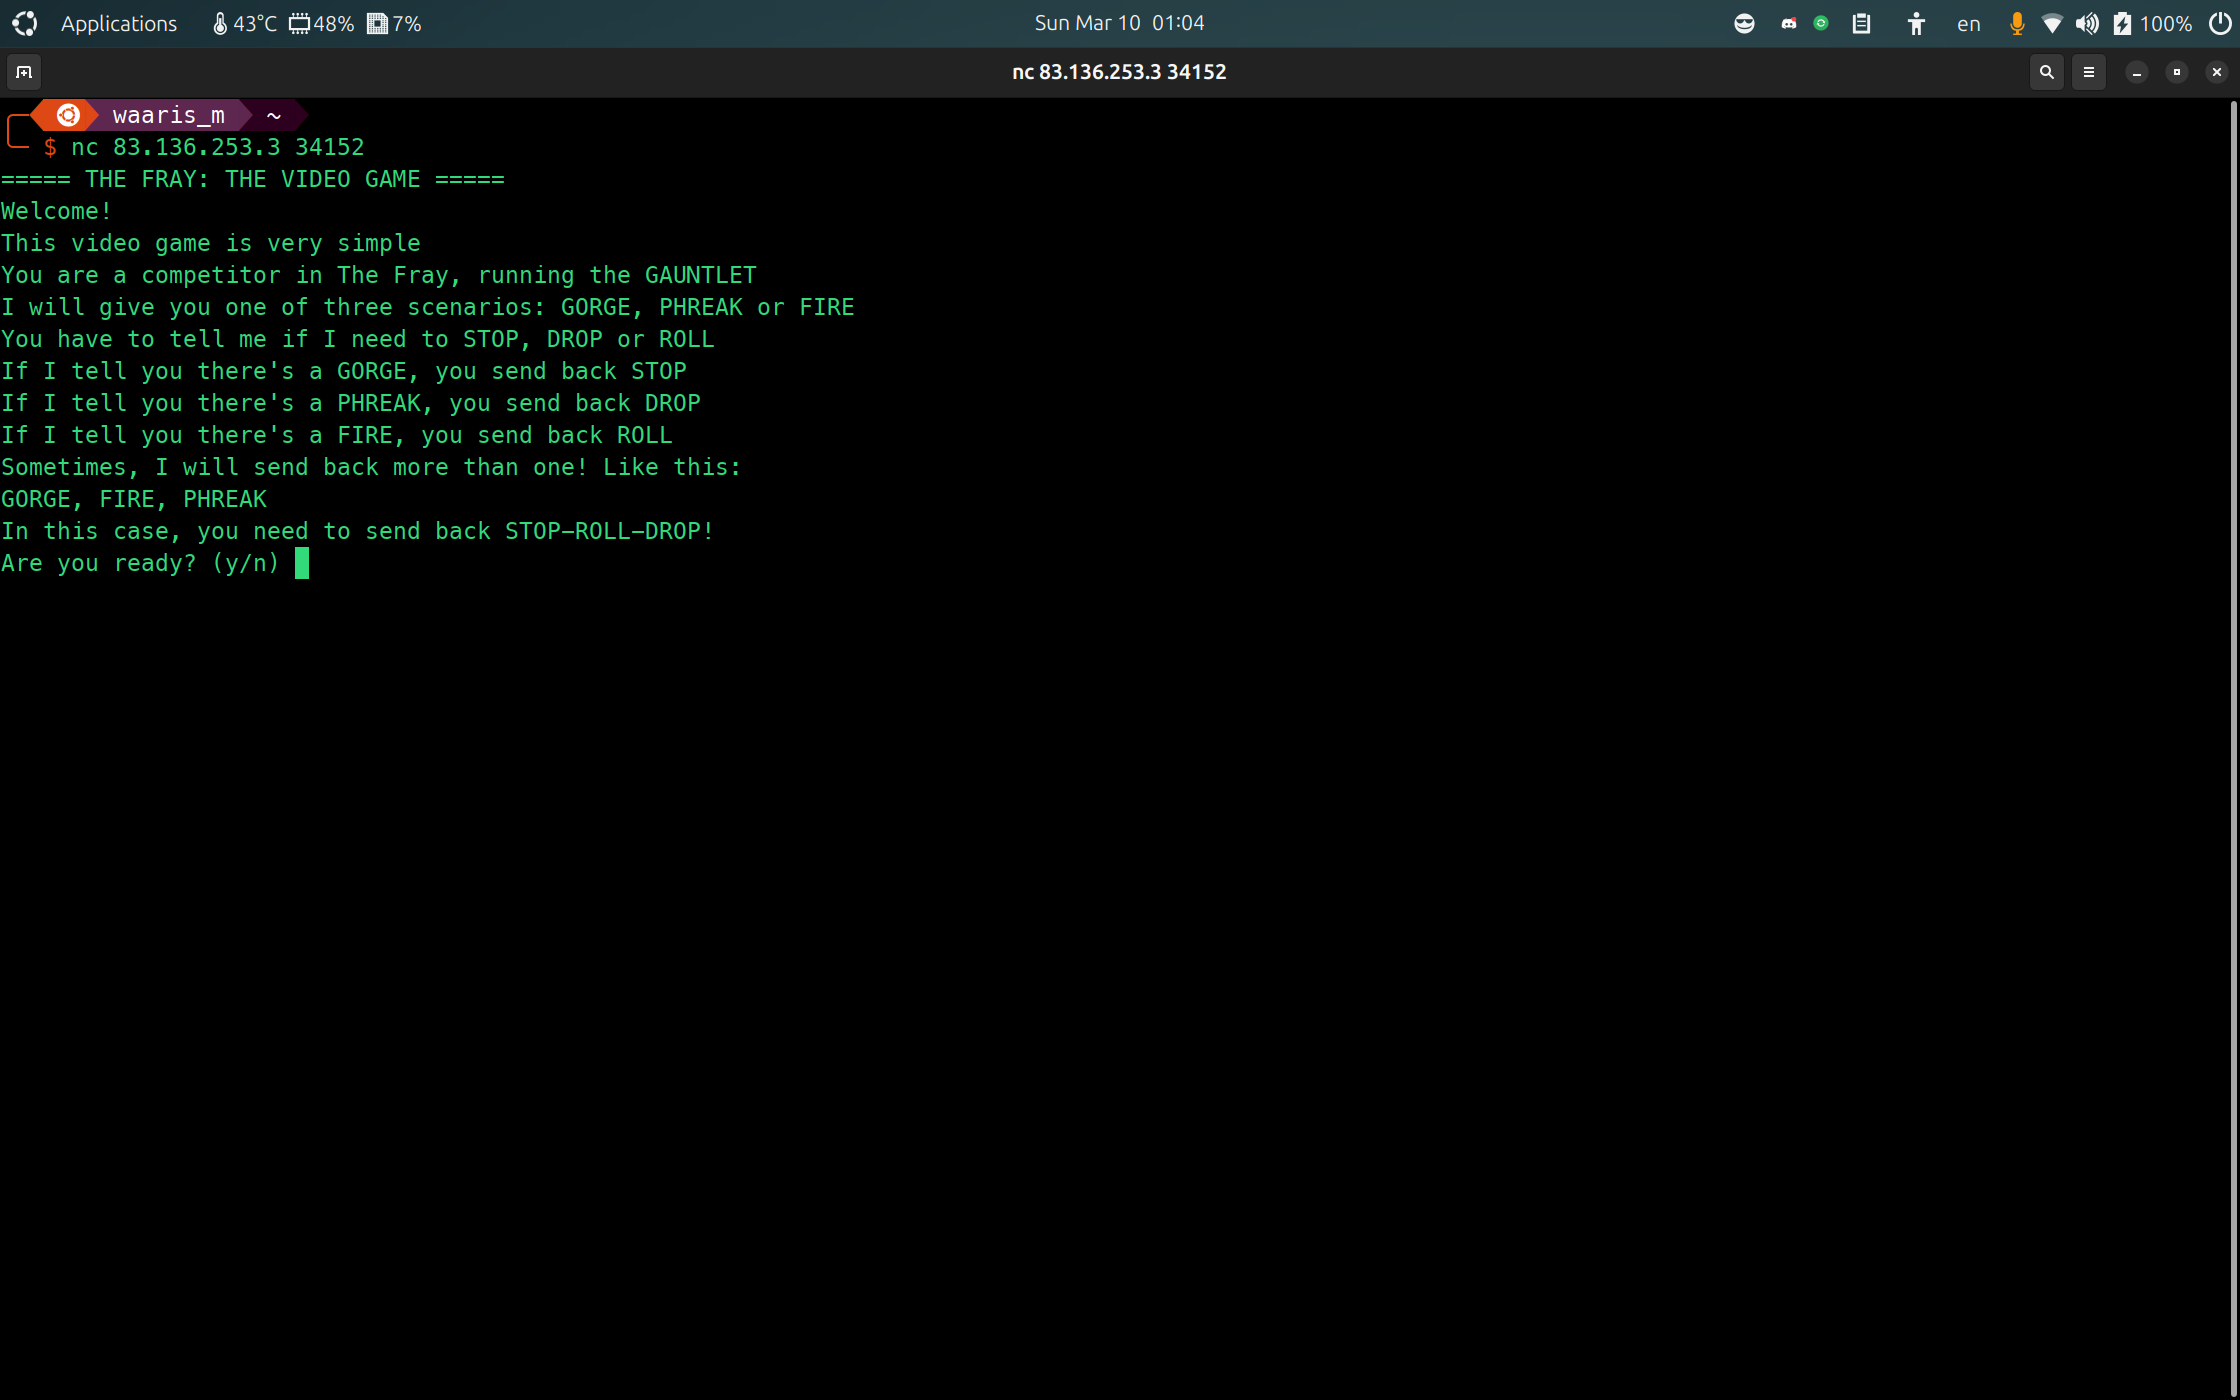 Applications 43°C 48% 7% Sun Mar 10 01:04 en 100%
nc 83.136.253.3 34152
waaris_m ~
$ nc 83.136.253.3 34152
===== THE FRAY: THE VIDEO GAME =====
Welcome!
This video game is very simple
You are a competitor in The Fray, running the GAUNTLET
I will give you one of three scenarios: GORGE, PHREAK or FIRE
You have to tell me if I need to STOP, DROP or ROLL
If I tell you there's a GORGE, you send back STOP
If I tell you there's a PHREAK, you send back DROP
If I tell you there's a FIRE, you send back ROLL
Sometimes, I will send back more than one! Like this:
GORGE, FIRE, PHREAK
In this case, you need to send back STOP-ROLL-DROP!
Are you ready? (y/n)